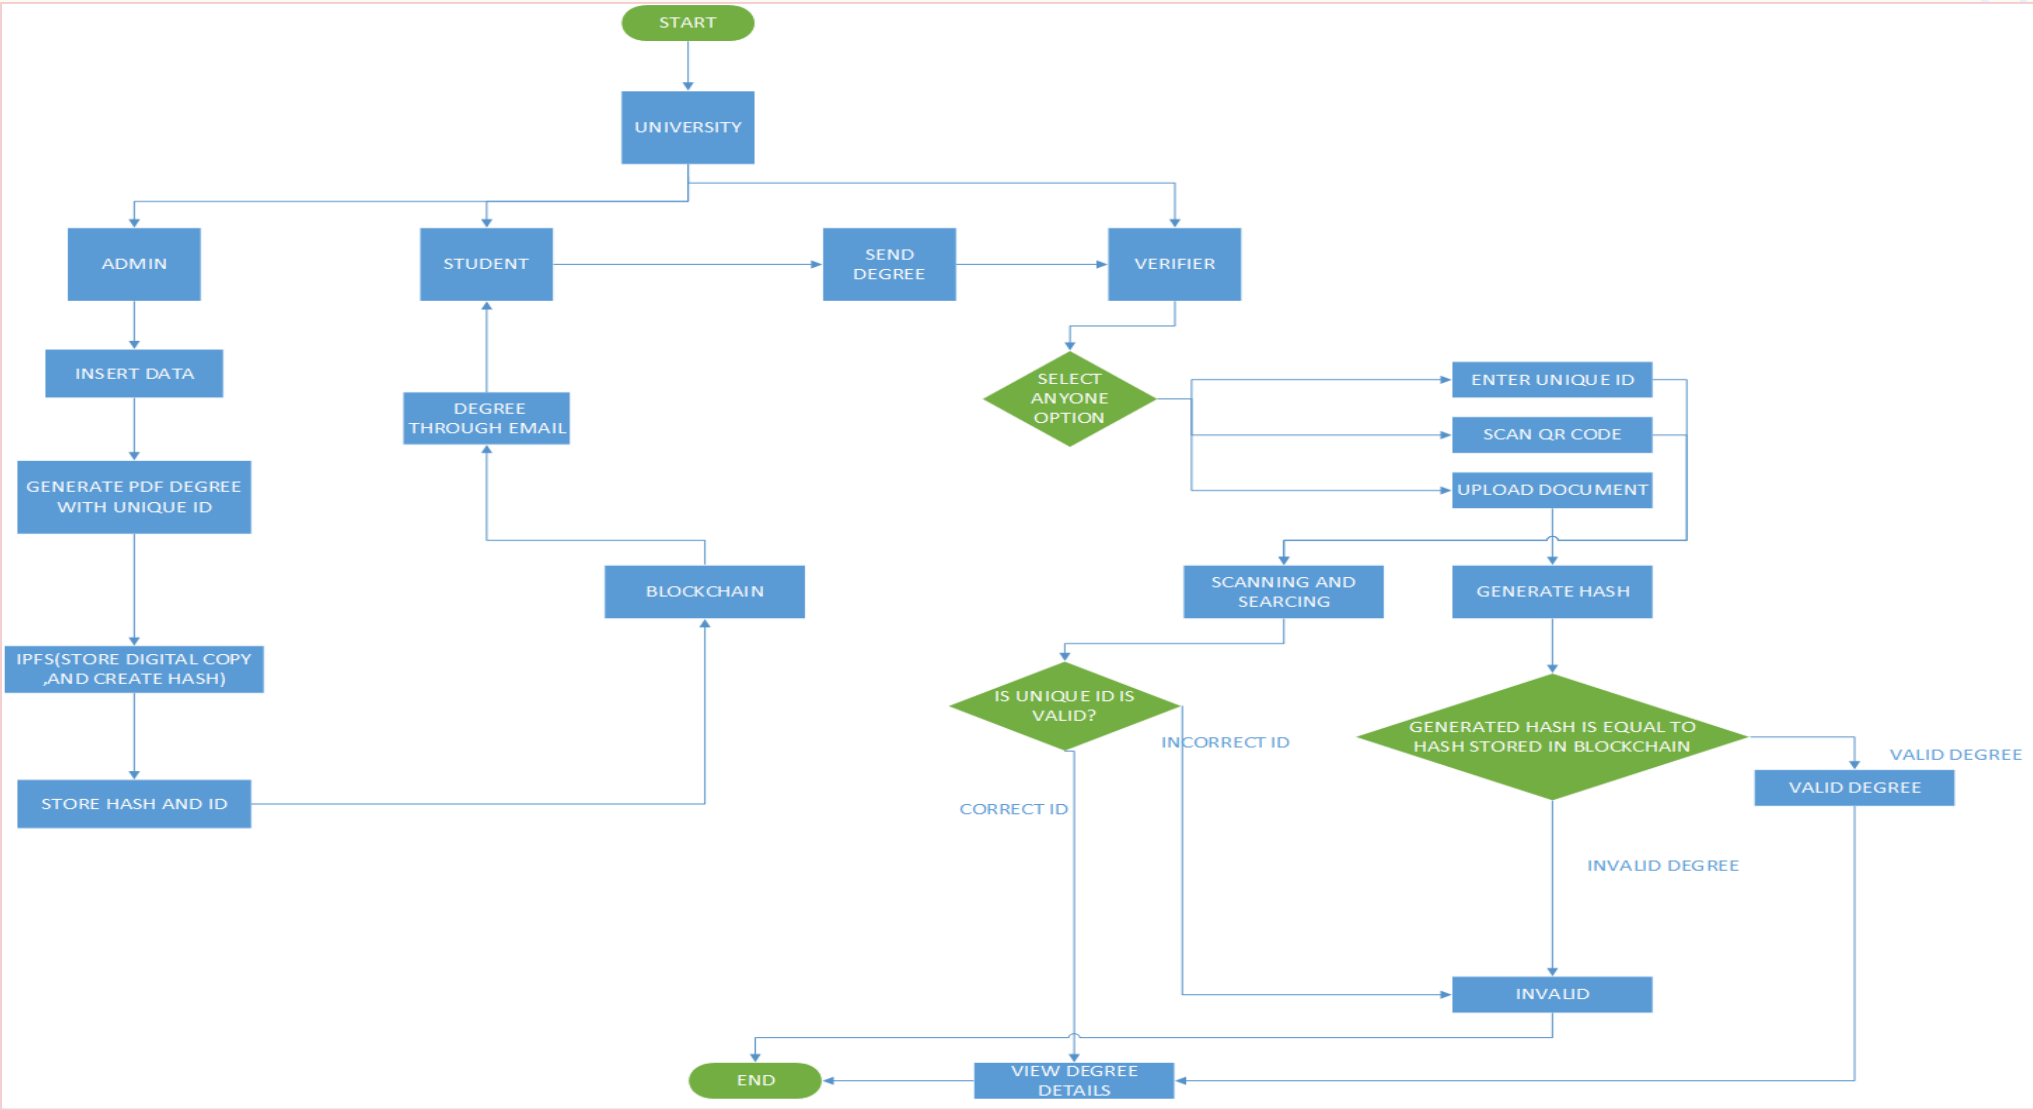 START
UNIVERSITY
ADMIN
STUDENT
SEND
DEGREE
VERIFIER
INSERT DATA
SELECT
ANYONE
OPTION
ENTER UNIQUE ID
DEGREE
THROUGH EMAIL
SCAN QR CODE
GENERATE PDF DEGREE
WITH UNIQUE ID
UPLOAD DOCUMENT
BLOCKCHAIN
SCANNING AND
SEARCING
GENERATE HASH
IPFS(STORE DIGITAL COPY
,AND CREATE HASH)
IS UNIQUE ID IS
VALID?
INCORRECT ID
GENERATED HASH IS EQUAL TO
HASH STORED IN BLOCKCHAIN
VALID DEGREE
VALID DEGREE
STORE HASH AND ID
CORRECT ID
INVALID DEGREE
INVALID
END
VIEW DEGREE
DETAILS